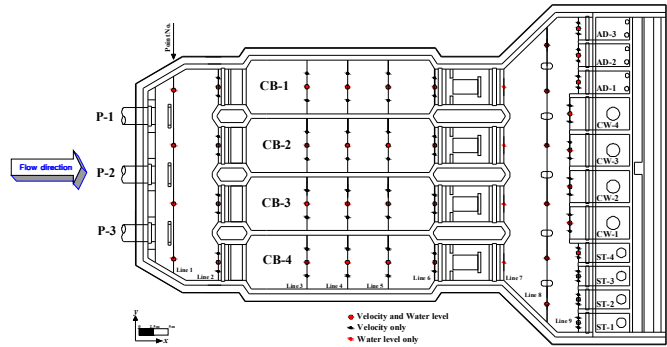 Point No.
P-1
P-2
P-3
Flow direction
CB-1
CB-2
CB-3
CB-4
Line 1
Line 2
Line 3
Line 4
Line 5
Line 6
Line 7
Line 8
Line 9
AD-3
AD-2
AD-1
CW-4
CW-3
CW-2
CW-1
ST-4
ST-3
ST-2
ST-1
Velocity and Water level
Velocity only
Water level only
y
x
0